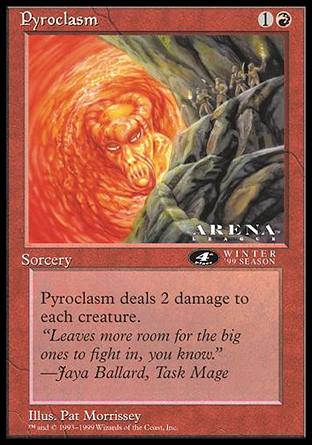 Pyroclasm 1
ARENA
LEAGUE
Sorcery
WINTER
'99 SEASON
Pyroclasm deals 2 damage to
each creature.
“Leaves more room for the big
ones to fight in, you know.”
—Jaya Ballard, Task Mage
Illus. Pat Morrissey
™ and © 1993-1999 Wizards of the Coast, Inc.